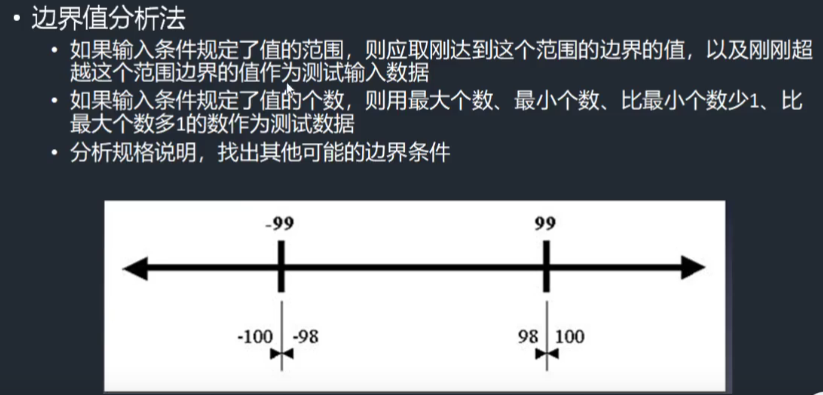 • 边界值分析法
• 如果输入条件规定了值的范围，则应取刚达到这个范围的边界的值，以及刚刚超
越这个范围边界的值作为测试输入数据
• 如果输入条件规定了值的个数，则用最大个数、最小个数、比最小个数少1、比
最大个数多1的数作为测试数据
• 分析规格说明，找出其他可能的边界条件
-99 99
-100 -98 98 100